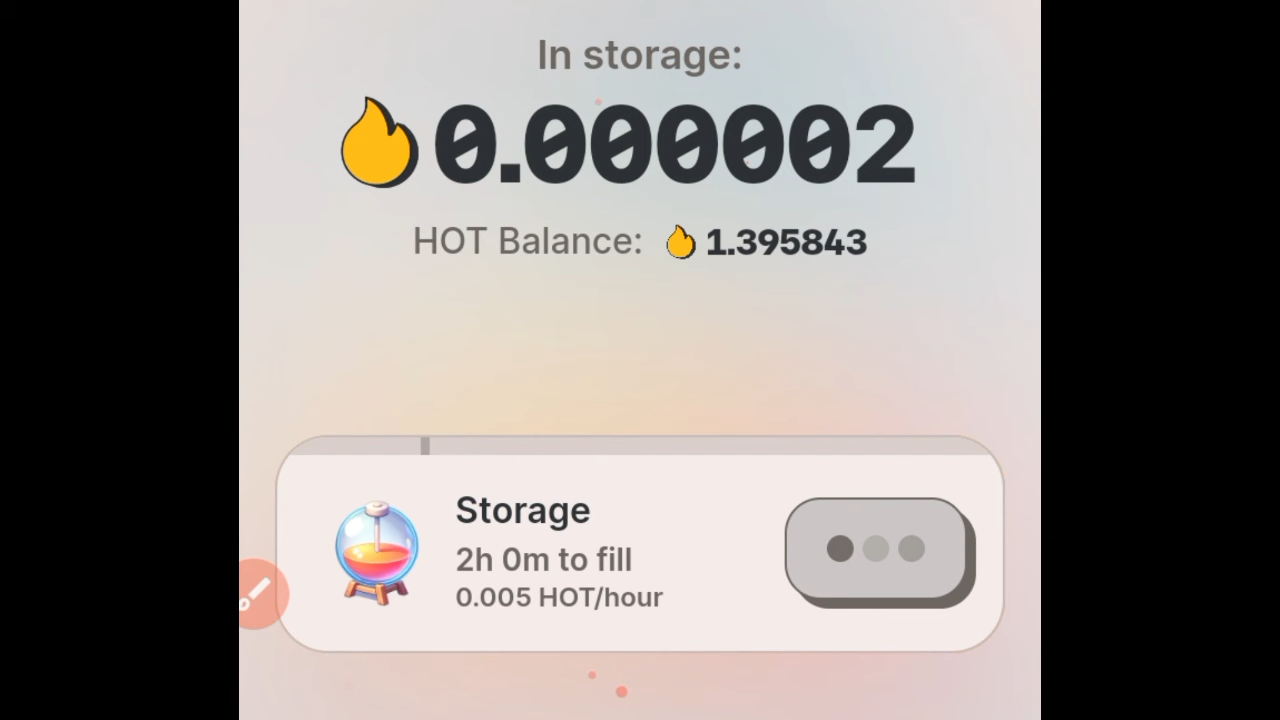 In storage:
0.000002
HOT Balance: 1.395843
Storage
2h 0m to fill
0.005 HOT/hour